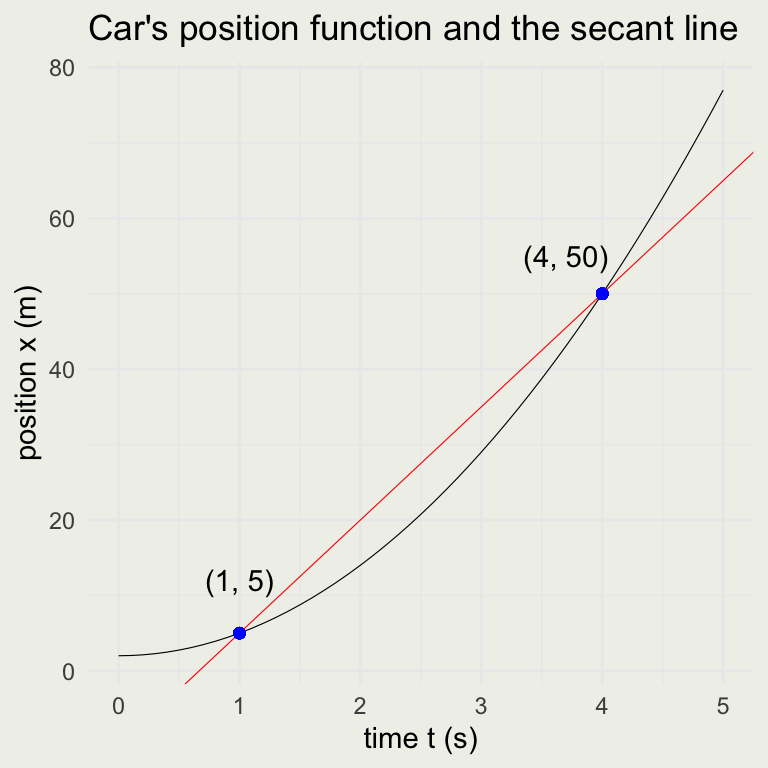 Car's position function and the secant line
80
60
40
20
0
position x (m)
(4, 50)
(1, 5)
0 1 2 3 4 5
time t (s)